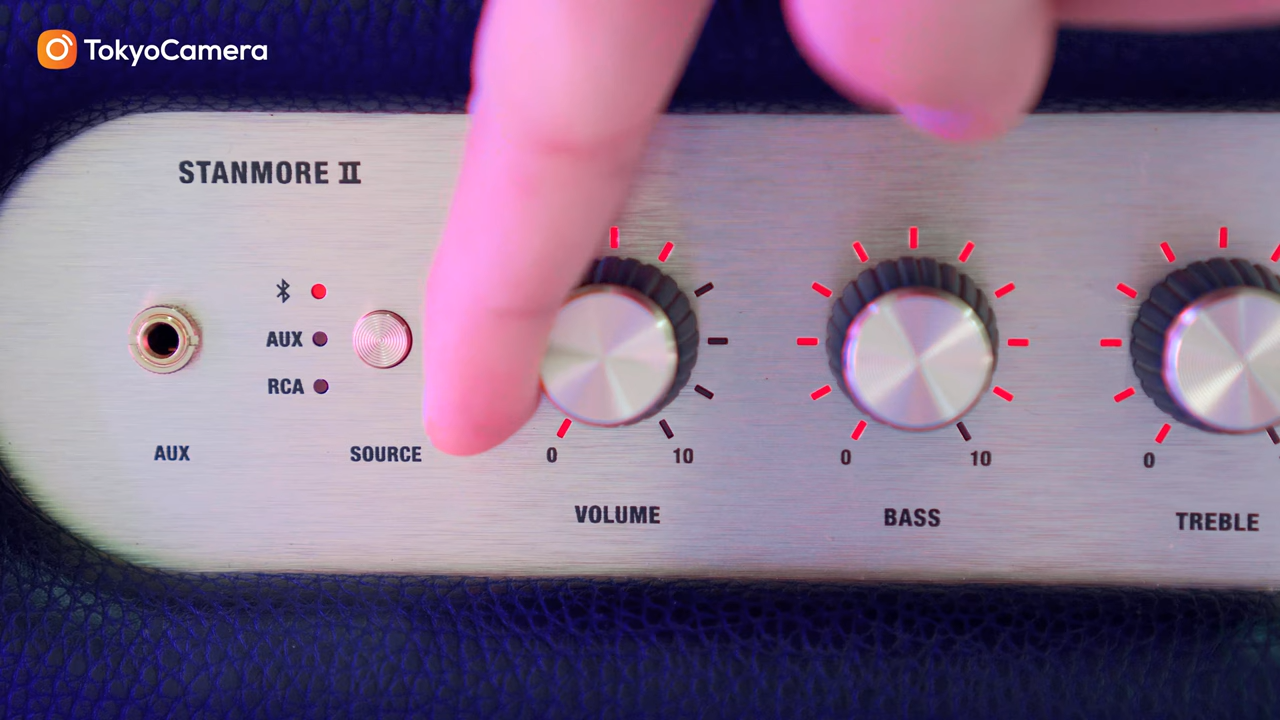 TokyoCamera
STANMORE II
AUX
RCA
AUX
SOURCE
0
10
VOLUME
0
10
BASS
0
TREBLE